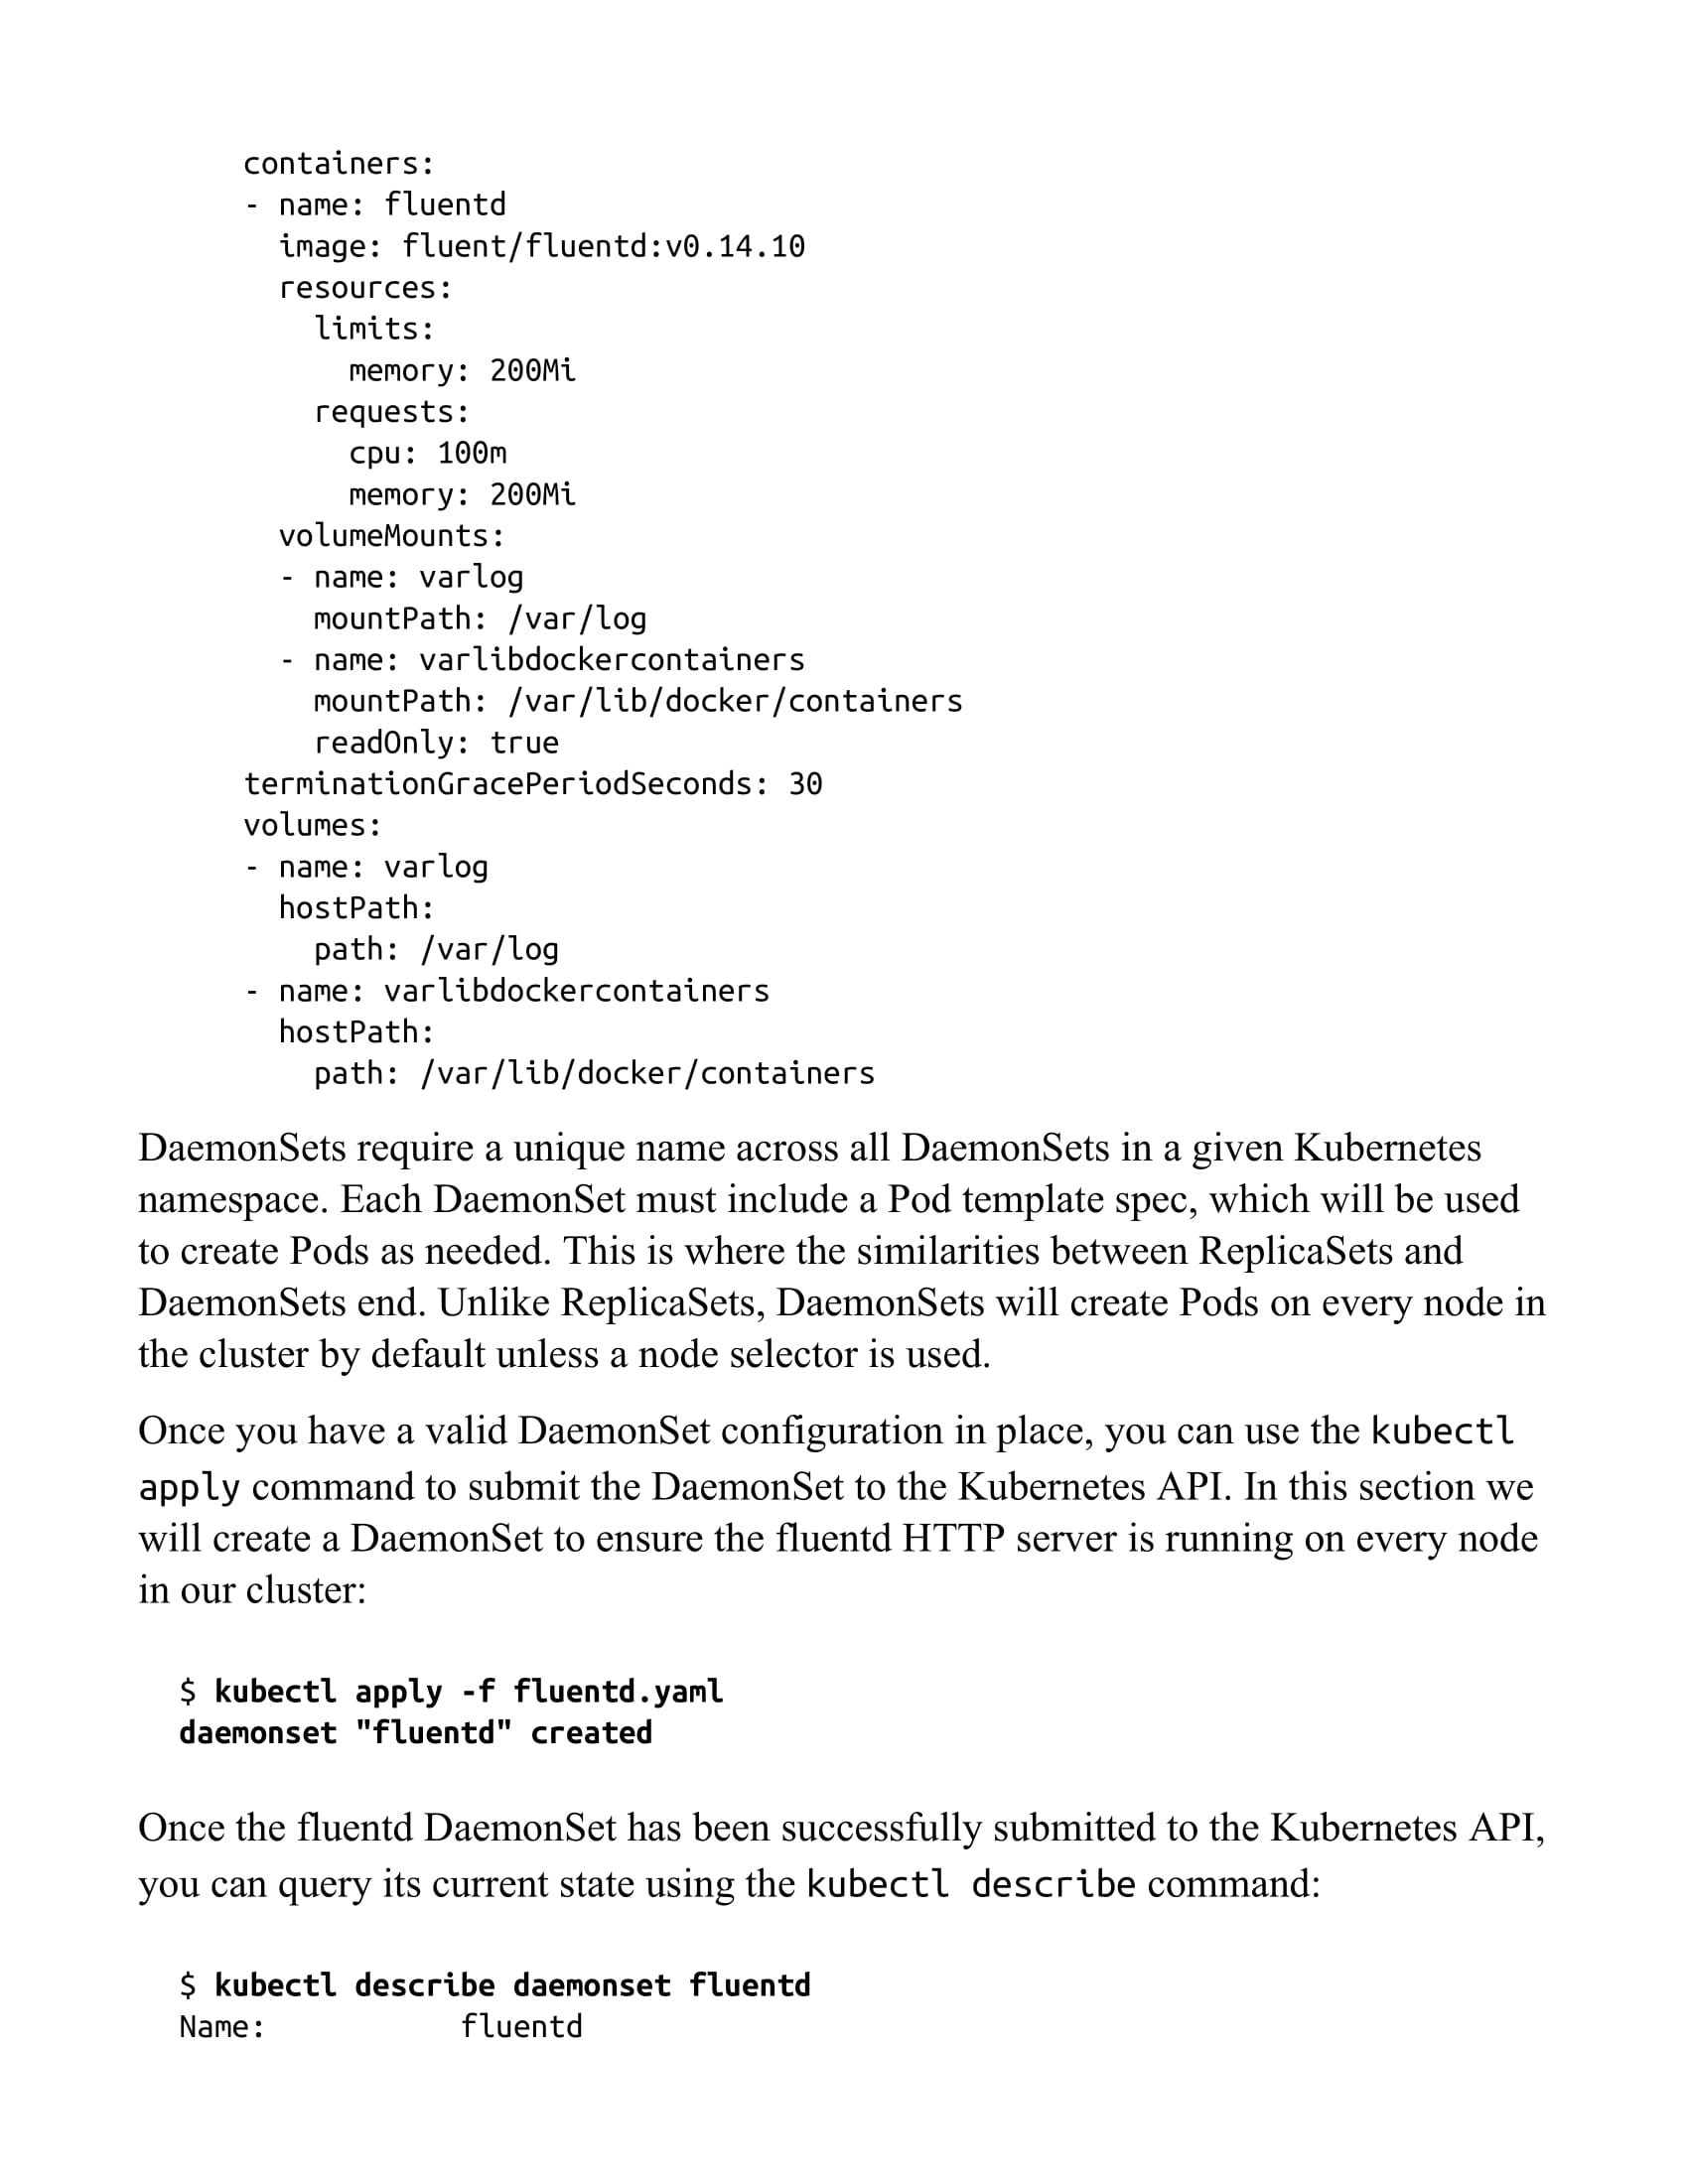 containers:
- name: fluentd
  image: fluent/fluentd:v0.14.10
  resources:
    limits:
      memory: 200Mi
    requests:
      cpu: 100m
      memory: 200Mi
  volumeMounts:
  - name: varlog
    mountPath: /var/log
  - name: varlibdockercontainers
    mountPath: /var/lib/docker/containers
    readOnly: true
terminationGracePeriodSeconds: 30
volumes:
- name: varlog
  hostPath:
    path: /var/log
- name: varlibdockercontainers
  hostPath:
    path: /var/lib/docker/containers
DaemonSets require a unique name across all DaemonSets in a given Kubernetes
namespace. Each DaemonSet must include a Pod template spec, which will be used
to create Pods as needed. This is where the similarities between ReplicaSets and
DaemonSets end. Unlike ReplicaSets, DaemonSets will create Pods on every node in
the cluster by default unless a node selector is used.
Once you have a valid DaemonSet configuration in place, you can use the kubectl
apply command to submit the DaemonSet to the Kubernetes API. In this section we
will create a DaemonSet to ensure the fluentd HTTP server is running on every node
in our cluster:
$ kubectl apply -f fluentd.yaml
daemonset "fluentd" created
Once the fluentd DaemonSet has been successfully submitted to the Kubernetes API,
you can query its current state using the kubectl describe command:
$ kubectl describe daemonset fluentd
Name:           fluentd